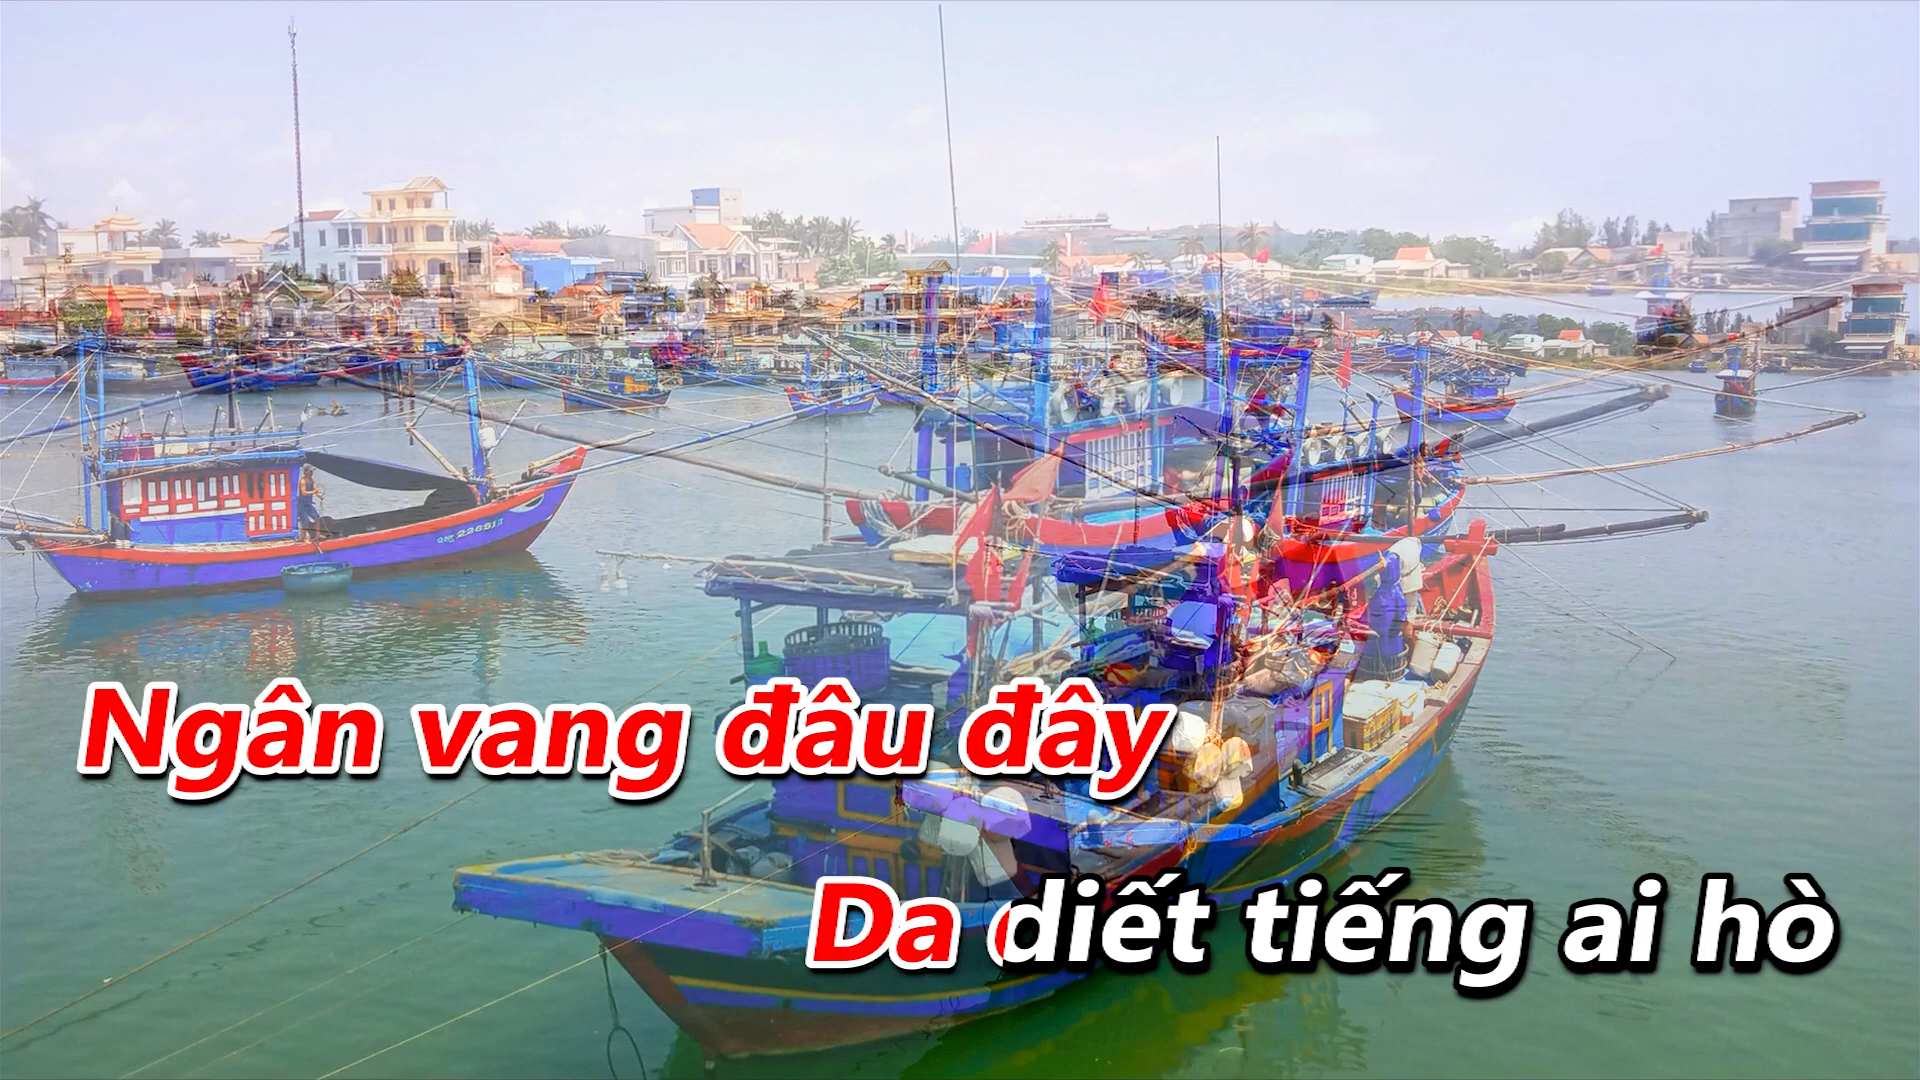 Ngân vang đâu đây
Da diết tiếng ai hò